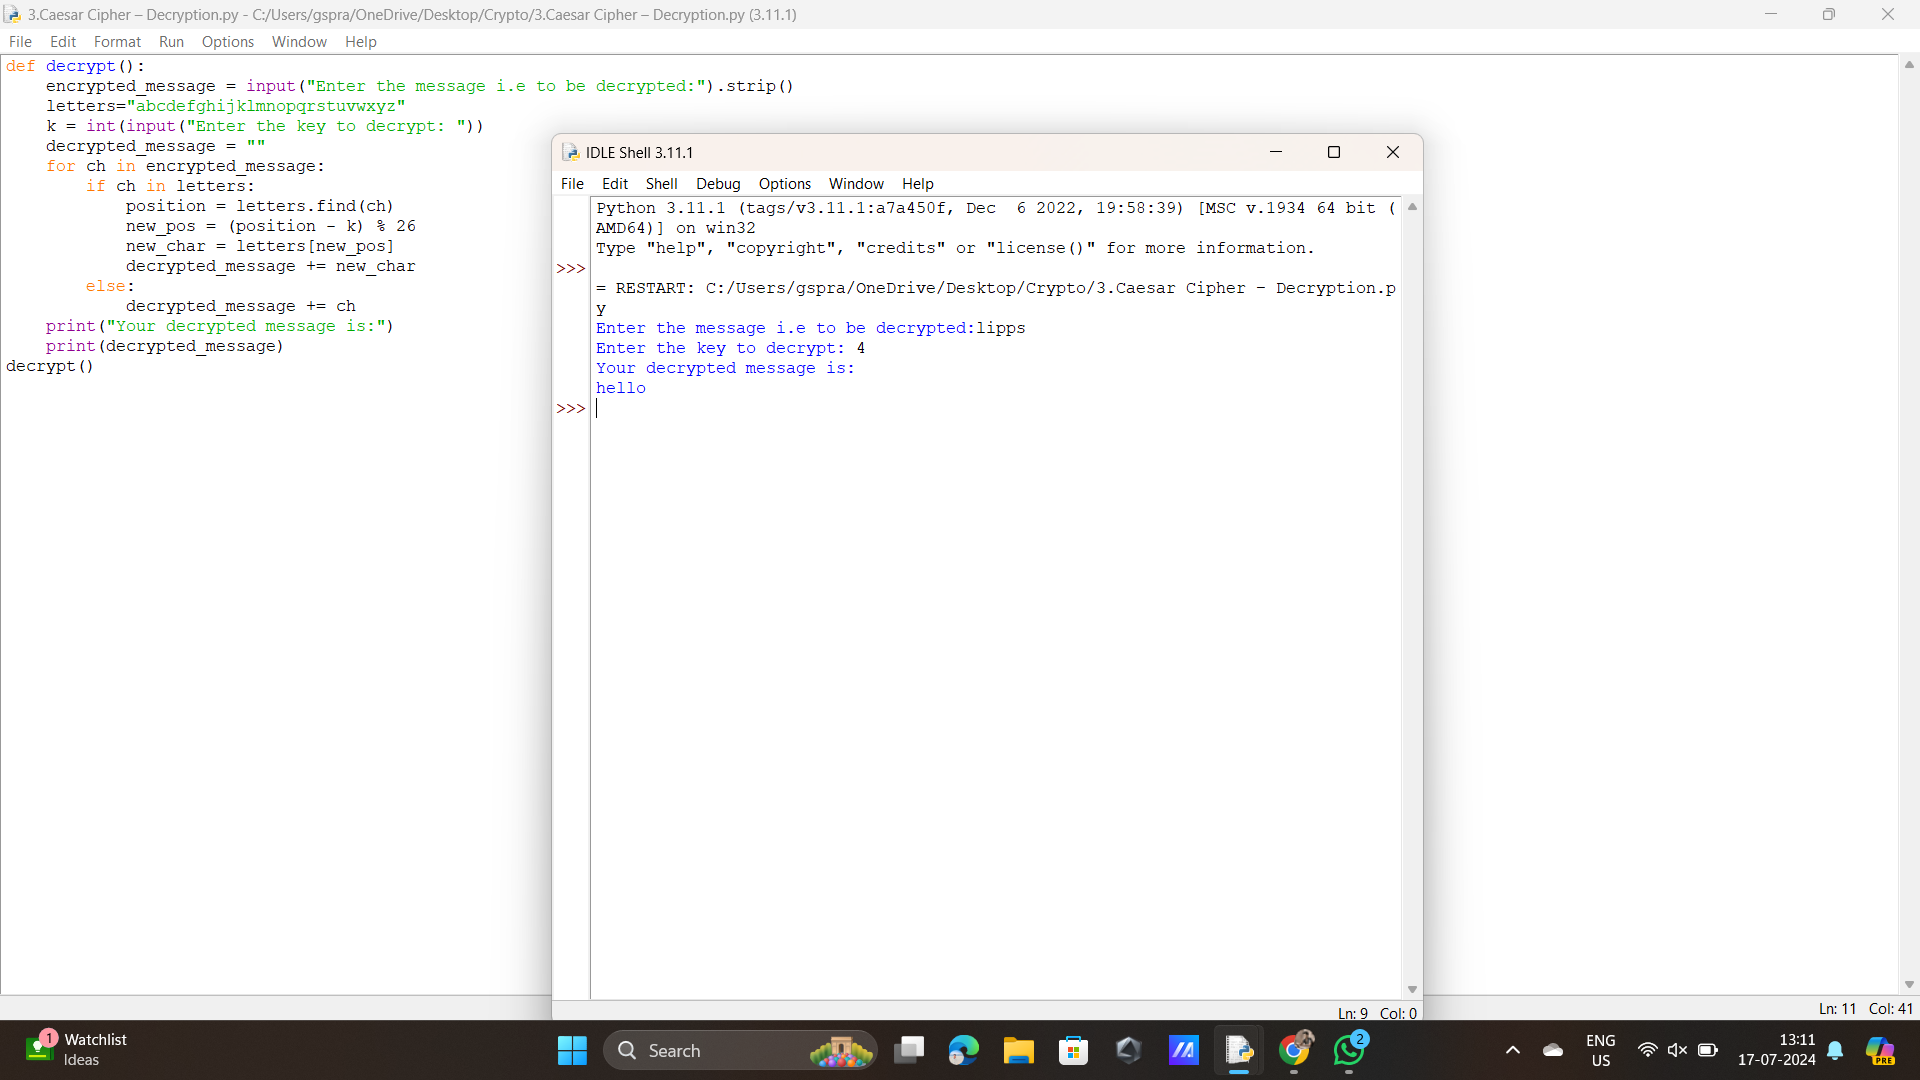 3.Caesar Cipher – Decryption.py - C:/Users/gspra/OneDrive/Desktop/Crypto/3.Caesar Cipher – Decryption.py (3.11.1)
File Edit Format Run Options Window Help
def decrypt():
    encrypted_message = input("Enter the message i.e to be decrypted:").strip()
    letters="abcdefghijklmnopqrstuvwxyz"
    k = int(input("Enter the key to decrypt: "))
    decrypted_message = ""
    for ch in encrypted_message:
        if ch in letters:
            position = letters.find(ch)
            new_pos = (position - k) % 26
            new_char = letters[new_pos]
            decrypted_message += new_char
        else:
            decrypted_message += ch
    print("Your decrypted message is:")
    print(decrypted_message)
decrypt()
IDLE Shell 3.11.1
File Edit Shell Debug Options Window Help
Python 3.11.1 (tags/v3.11.1:a7a450f, Dec  6 2022, 19:58:39) [MSC v.1934 64 bit (
AMD64)] on win32
Type "help", "copyright", "credits" or "license()" for more information.
>>>
= RESTART: C:/Users/gspra/OneDrive/Desktop/Crypto/3.Caesar Cipher – Decryption.p
y
Enter the message i.e to be decrypted:lipps
Enter the key to decrypt: 4
Your decrypted message is:
hello
>>>
Ln: 9 Col: 0
Ln: 11 Col: 41
1
Watchlist
Ideas
Search
2
ENG
US
13:11
17-07-2024
PRE